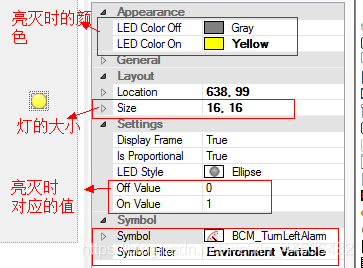 亮灭时的颜
色
灯的大小
亮灭时
对应的值
Appearance
LED Color Off Gray
LED Color On Yellow
General
Layout
Location 638, 99
Size 16, 16
Settings
Display Frame True
Is Proportional True
LED Style Ellipse
Off Value 0
On Value 1
Symbol
Symbol BCM_TurnLeftAlarm
Symbol Filter Environment Variable